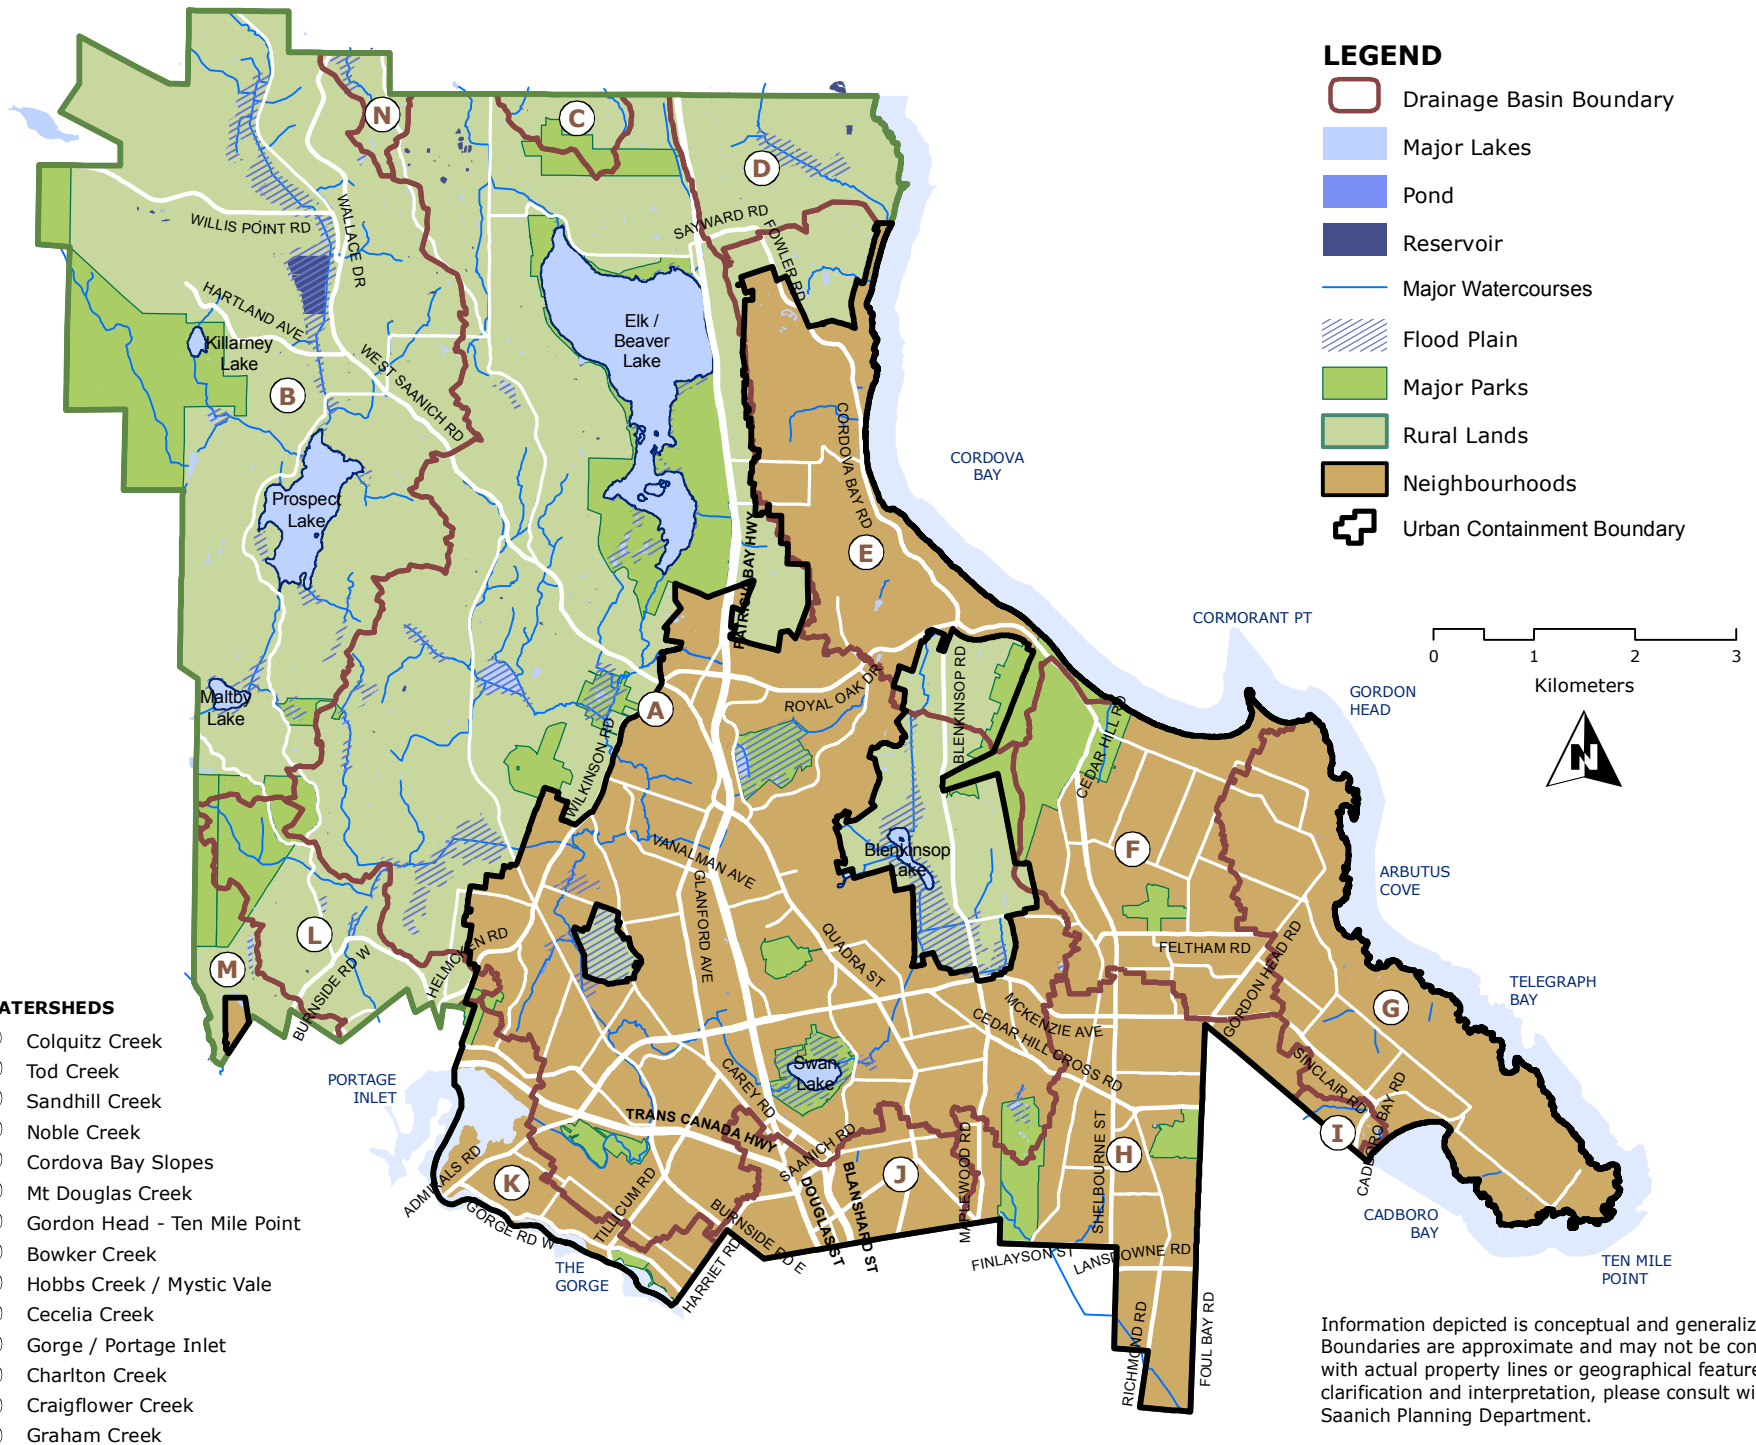 LEGEND
Drainage Basin Boundary
Major Lakes
Pond
Reservoir
Major Watercourses
Flood Plain
Major Parks
Rural Lands
Neighbourhoods
Urban Containment Boundary
0 1 2 3
Kilometers
N
N
C
D
WILLIS POINT RD
WALLACE DR
SAYWARD RD
FOWLER RD
HARTLAND AVE
Killarney
Lake
Elk /
Beaver
Lake
WEST SAANICH RD
B
CORDOVA BAY RD
CORDOVA
BAY
Prospect
Lake
PATRICIA BAY HWY
E
CORMORANT PT
GORDON
HEAD
Maltby
Lake
A
ROYAL OAK DR
BLENKINSOP RD
CEDAR HILL RD
WILKINSON RD
VANALMAN AVE
GLANFORD AVE
Blenkinsop
Lake
F
ARBUTUS
COVE
QUADRA ST
FELTHAM RD
GORDON HEAD RD
L
M
BURNSIDE RD W
HELMCKEN RD
TELEGRAPH
BAY
G
MCKENZIE AVE
CEDAR HILL CROSS RD
SINCLAIR RD
Swan
Lake
CAREY RD
PORTAGE
INLET
TRANS CANADA HWY
SAANICH RD
MAPLEWOOD RD
SHELBOURNE ST
H
I
CADBORO BAY RD
ADMIRALS RD
K
J
TILLICUM RD
GORGE RD W
BURNSIDE RD E
DOUGLAS ST
BLANSHARD ST
HARRIET RD
THE
GORGE
FINLAYSON ST
LANSDOWNE RD
CADBORO
BAY
TEN MILE
POINT
RICHMOND RD
FOUL BAY RD
ATERSHEDS
Colquitz Creek
Tod Creek
Sandhill Creek
Noble Creek
Cordova Bay Slopes
Mt Douglas Creek
Gordon Head - Ten Mile Point
Bowker Creek
Hobbs Creek / Mystic Vale
Cecelia Creek
Gorge / Portage Inlet
Charlton Creek
Craigflower Creek
Graham Creek
Information depicted is conceptual and generaliz
Boundaries are approximate and may not be con
with actual property lines or geographical feature
clarification and interpretation, please consult wi
Saanich Planning Department.